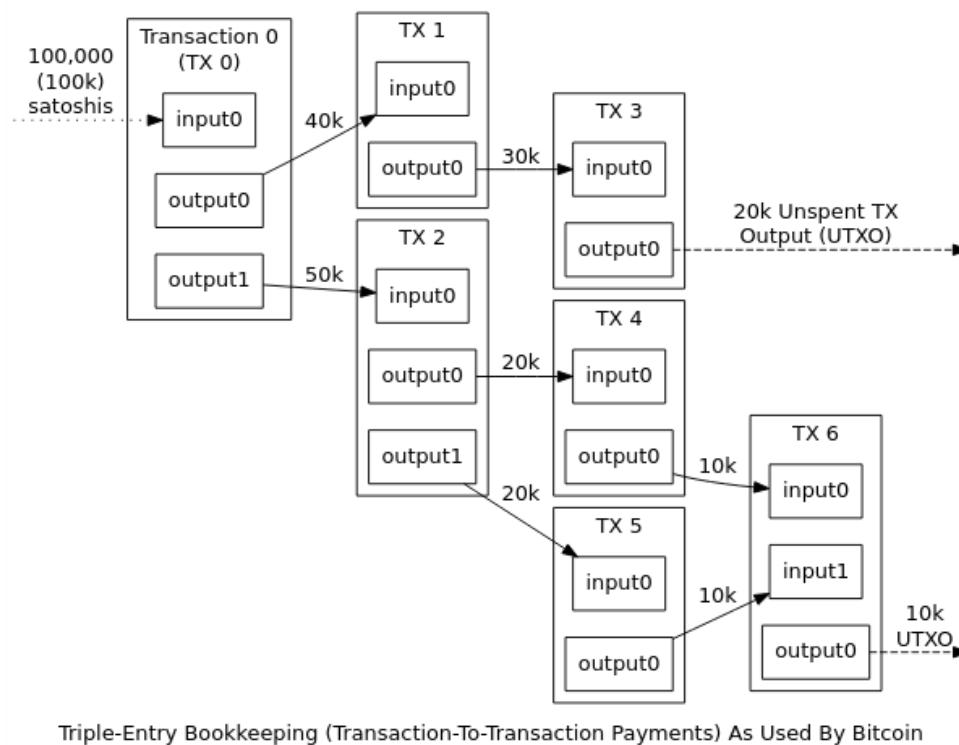 100,000
(100k)
satoshis
Transaction 0
(TX 0)
input0
output0
output1
40k
50k
TX 1
input0
output0
TX 2
input0
output0
output1
30k
20k
20k
TX 3
input0
output0
20k Unspent TX
Output (UTXO)
TX 4
input0
output0
TX 5
input0
output0
10k
10k
TX 6
input0
input1
output0
10k
UTXO
Triple-Entry Bookkeeping (Transaction-To-Transaction Payments) As Used By Bitcoin